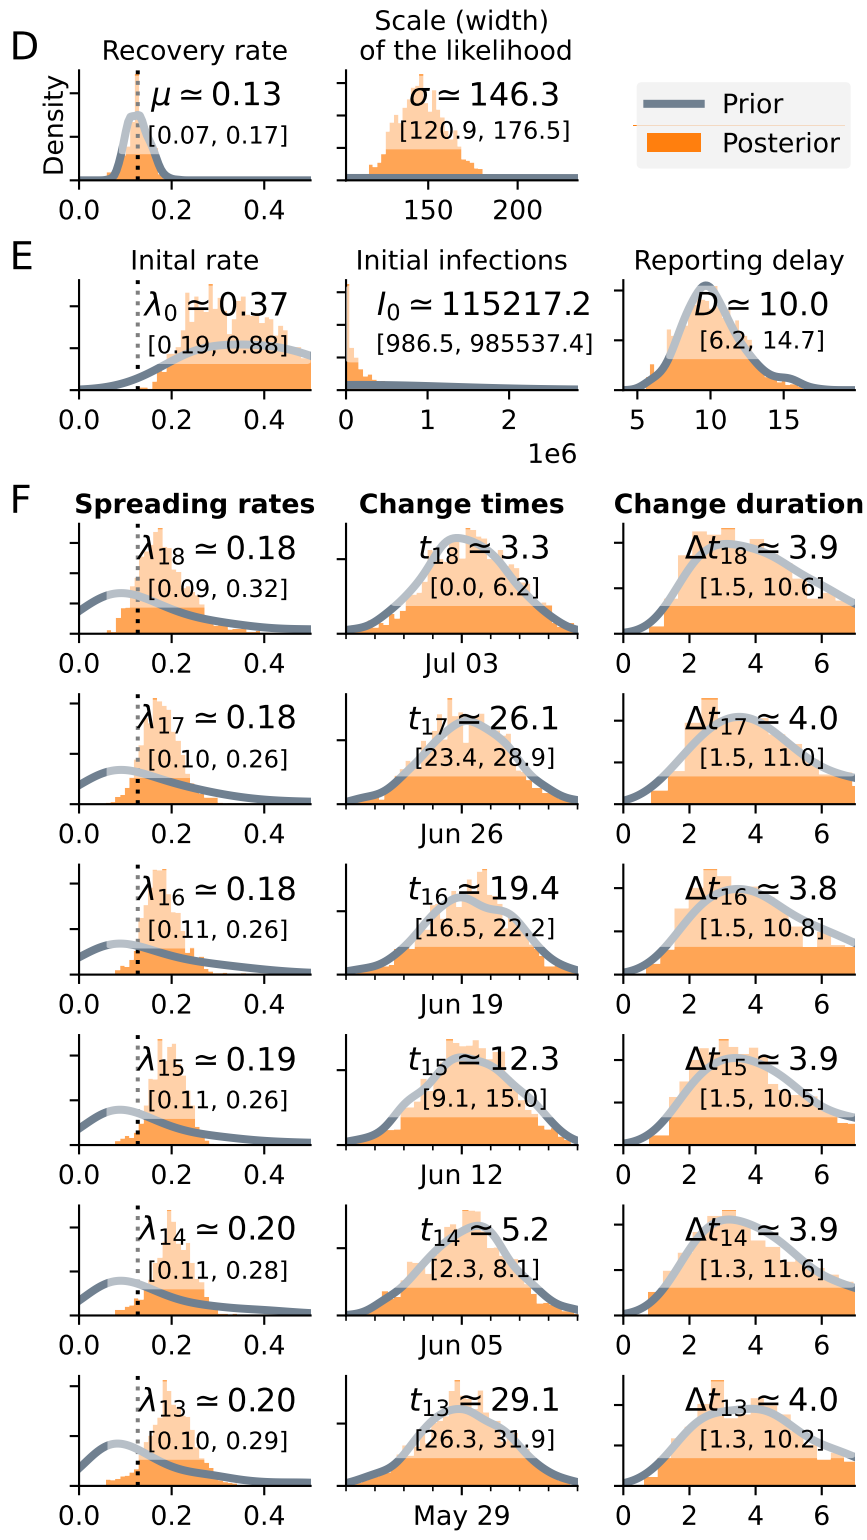 D
Recovery rate
Scale (width)
of the likelihood
Density
μ ≃ 0.13
[0.07, 0.17]
0.0 0.2 0.4
σ ≃ 146.3
[120.9, 176.5]
150 200
Prior
Posterior
E
Inital rate
λ0 ≃ 0.37
[0.19, 0.88]
0.0 0.2 0.4
Initial infections
I0 ≃ 115217.2
[986.5, 985537.4]
0 1 2
1e6
Reporting delay
D ≃ 10.0
[6.2, 14.7]
5 10 15
F
Spreading rates Change times Change duration
λ18 ≃ 0.18 t18 ≃ 3.3 Δt18 ≃ 3.9
[0.09, 0.32] [0.0, 6.2] [1.5, 10.6]
0.0 0.2 0.4 Jul 03 0 2 4 6
λ17 ≃ 0.18 t17 ≃ 26.1 Δt17 ≃ 4.0
[0.10, 0.26] [23.4, 28.9] [1.5, 11.0]
0.0 0.2 0.4 Jun 26 0 2 4 6
λ16 ≃ 0.18 t16 ≃ 19.4 Δt16 ≃ 3.8
[0.11, 0.26] [16.5, 22.2] [1.5, 10.8]
0.0 0.2 0.4 Jun 19 0 2 4 6
λ15 ≃ 0.19 t15 ≃ 12.3 Δt15 ≃ 3.9
[0.11, 0.26] [9.1, 15.0] [1.5, 10.5]
0.0 0.2 0.4 Jun 12 0 2 4 6
λ14 ≃ 0.20 t14 ≃ 5.2 Δt14 ≃ 3.9
[0.11, 0.28] [2.3, 8.1] [1.3, 11.6]
0.0 0.2 0.4 Jun 05 0 2 4 6
λ13 ≃ 0.20 t13 ≃ 29.1 Δt13 ≃ 4.0
[0.10, 0.29] [26.3, 31.9] [1.3, 10.2]
0.0 0.2 0.4 May 29 0 2 4 6